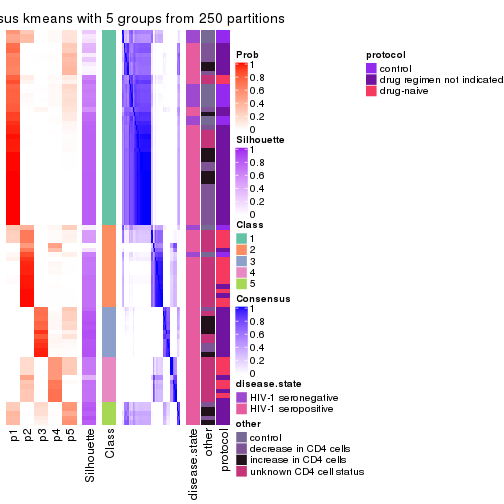 sus kmeans with 5 groups from 250 partitions
Prob
1
0.8
0.6
0.4
0.2
0
Silhouette
1
0.8
0.6
0.4
0.2
0
Class
1
2
3
4
5
Consensus
1
0.8
0.6
0.4
0.2
0
disease.state
HIV-1 seronegative
HIV-1 seropositive
other
control
decrease in CD4 cells
increase in CD4 cells
unknown CD4 cell status
protocol
control
drug regimen not indicated
drug-naive
p1
p2
p3
p4
p5
Silhouette
Class
disease.state
other
protocol